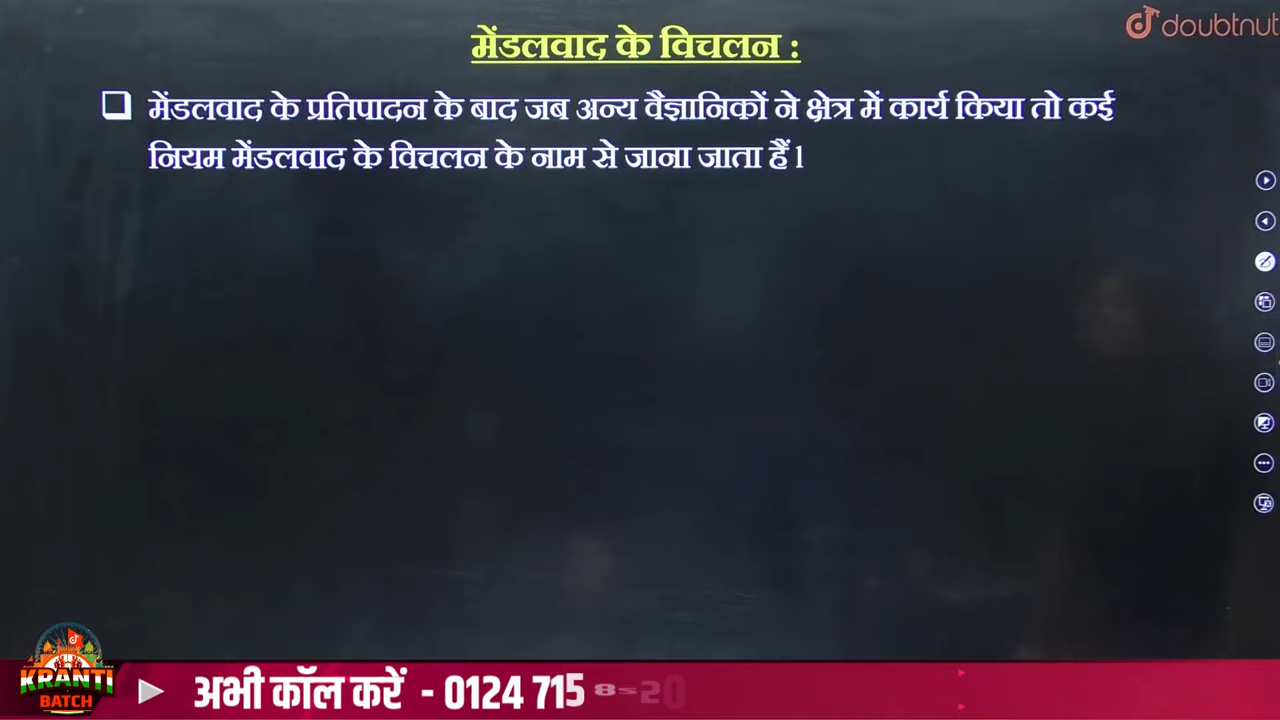 doubtnut
मेंडलवाद के विचलन :
मेंडलवाद के प्रतिपादन के बाद जब अन्य वैज्ञानिकों ने क्षेत्र में कार्य किया तो कई
नियम मेंडलवाद के विचलन के नाम से जाना जाता हैं।
KRANTI
BATCH
अभी कॉल करें - 0124 715